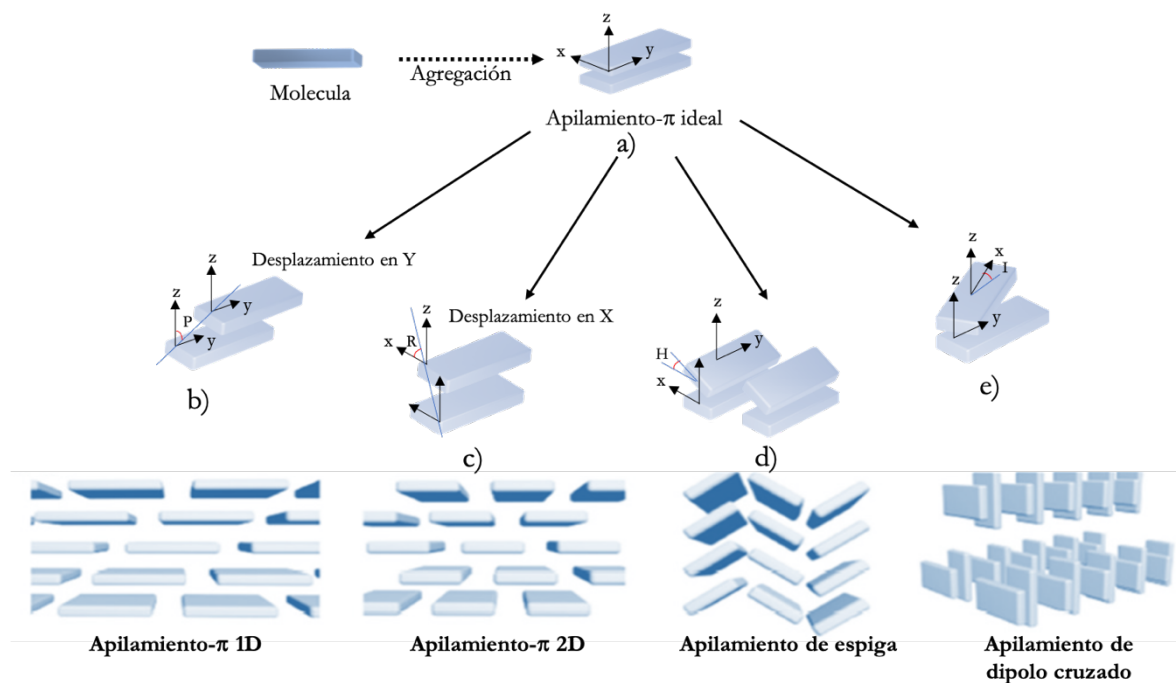 z
x
y
Molecula
Agregación
Apilamiento-π ideal
a)
Desplazamiento en Y
z
z
y
P
y
b)
Desplazamiento en X
z
x
R
c)
z
y
H
x
d)
z
x
I
z
y
e)
Apilamiento-π 1D
Apilamiento-π 2D
Apilamiento de espiga
Apilamiento de
dipolo cruzado